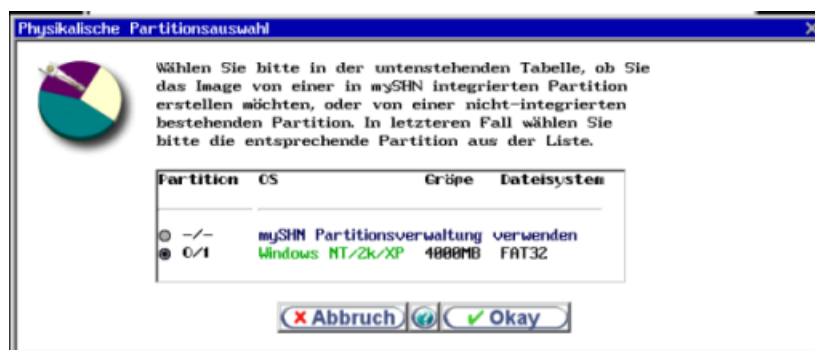 Physikalische Partitionsauswahl
Wählen Sie bitte in der untenstehenden Tabelle, ob Sie
das Image von einer in mySHN integrierten Partition
erstellen möchten, oder von einer nicht-integrierten
bestehenden Partition. In letzteren Fall wählen Sie
bitte die entsprechende Partition aus der Liste.
Partition OS Größe Dateisystem
-/- mySHN Partitionsverwaltung verwenden
0/1 Windows NT/2k/XP 4000MB FAT32
Abbruch Okay